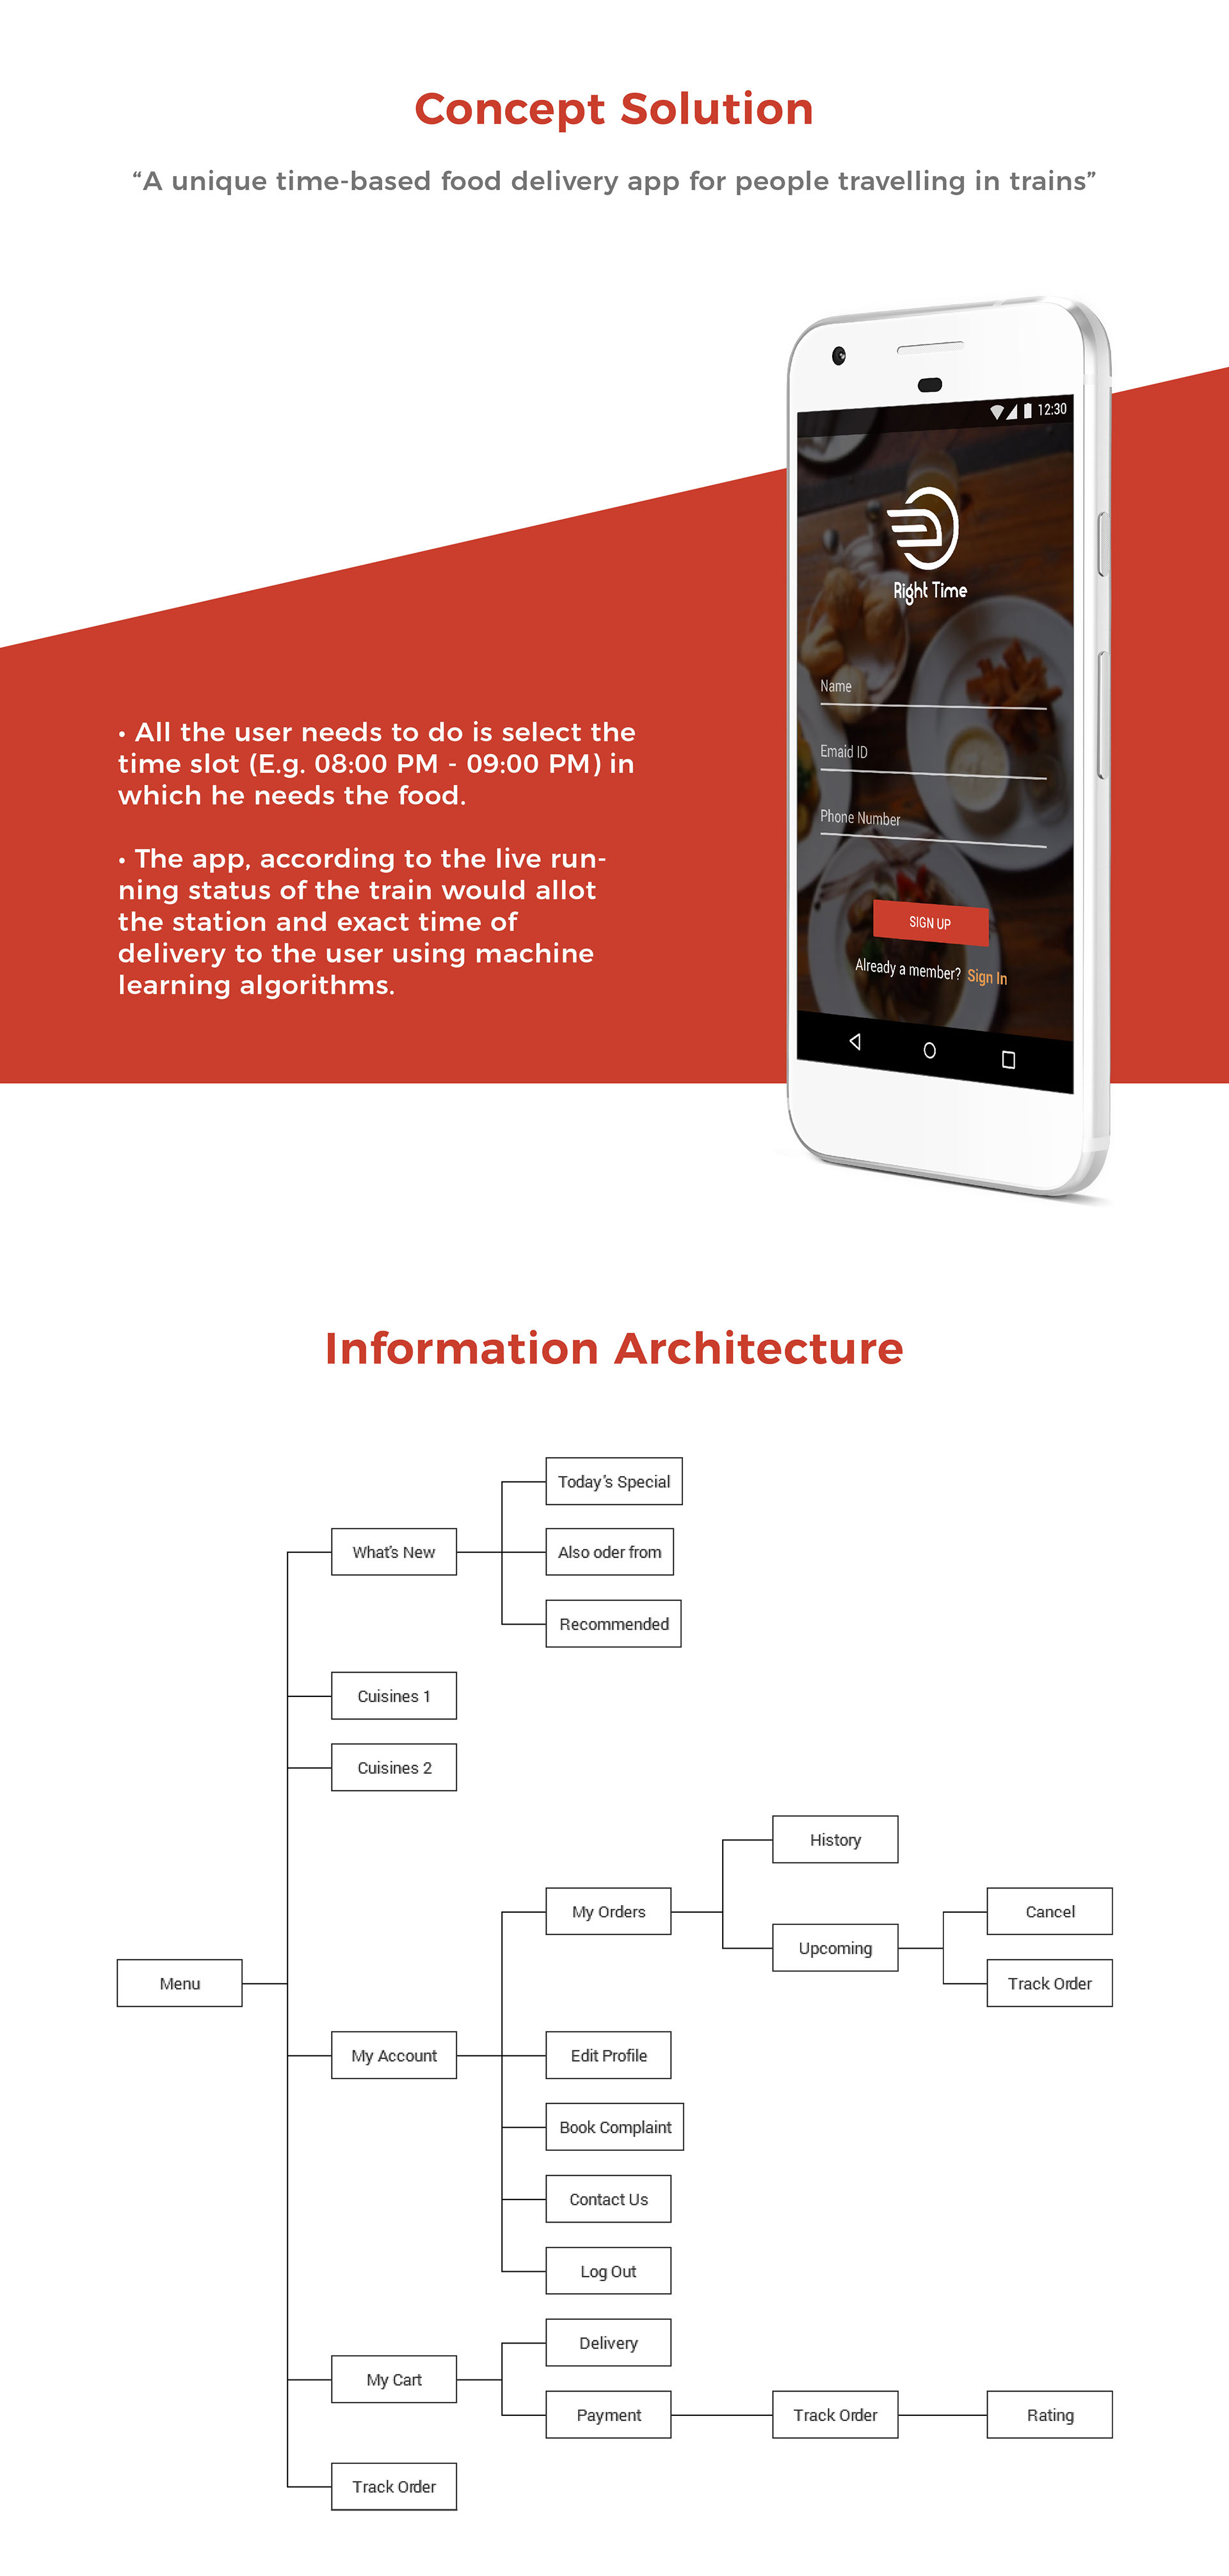 Concept Solution
“A unique time-based food delivery app for people travelling in trains”
12:30
Right Time
Name
Emaid ID
Phone Number
SIGN UP
Already a member? Sign In
• All the user needs to do is select the
time slot (E.g. 08:00 PM - 09:00 PM) in
which he needs the food.
• The app, according to the live run-
ning status of the train would allot
the station and exact time of
delivery to the user using machine
learning algorithms.
Information Architecture
Today's Special
What's New
Also oder from
Recommended
Cuisines 1
Cuisines 2
History
My Orders
Cancel
Upcoming
Menu
Track Order
My Account
Edit Profile
Book Complaint
Contact Us
Log Out
Delivery
My Cart
Payment
Track Order
Rating
Track Order